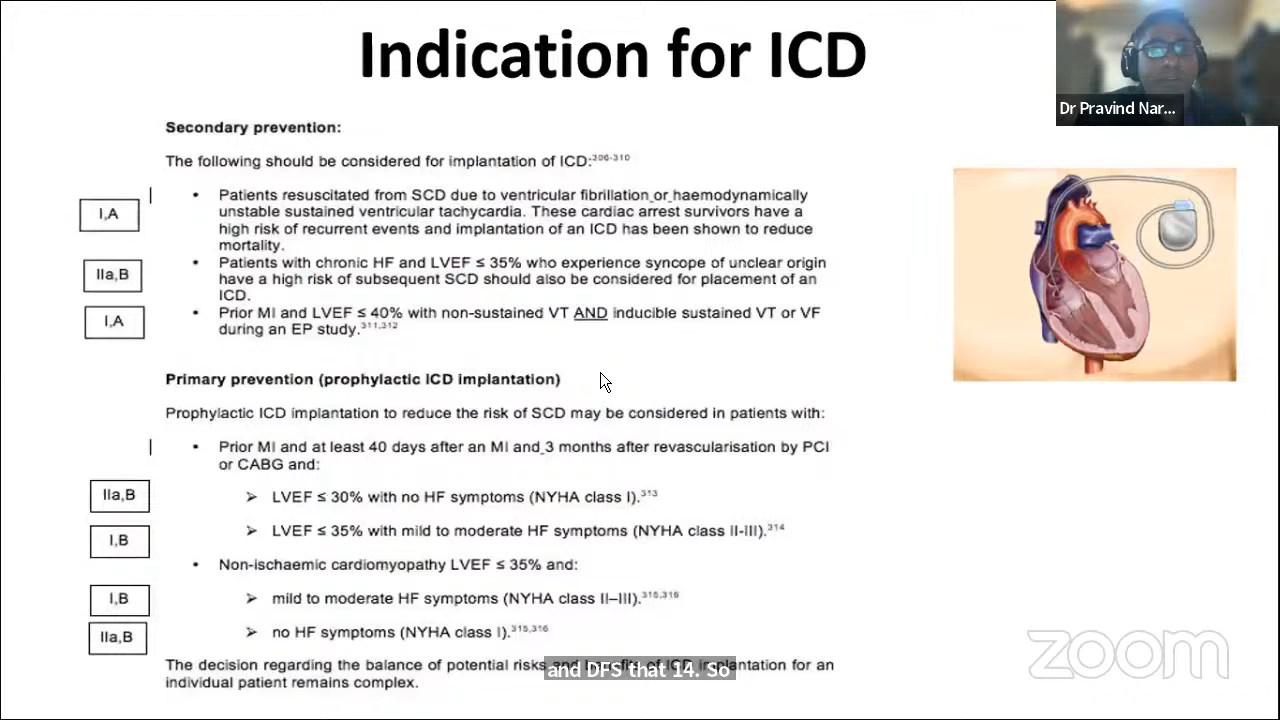 Indication for ICD
Dr Pravind Nar...
Secondary prevention:
The following should be considered for implantation of ICD:306-310
I,A
• Patients resuscitated from SCD due to ventricular fibrillation or haemodynamically
unstable sustained ventricular tachycardia. These cardiac arrest survivors have a
high risk of recurrent events and implantation of an ICD has been shown to reduce
mortality.
IIa,B
• Patients with chronic HF and LVEF ≤ 35% who experience syncope of unclear origin
have a high risk of subsequent SCD should also be considered for placement of an
ICD.
I,A
• Prior MI and LVEF ≤ 40% with non-sustained VT AND inducible sustained VT or VF
during an EP study.311,312
Primary prevention (prophylactic ICD implantation)
Prophylactic ICD implantation to reduce the risk of SCD may be considered in patients with:
• Prior MI and at least 40 days after an MI and 3 months after revascularisation by PCI
or CABG and:
IIa,B
➢ LVEF ≤ 30% with no HF symptoms (NYHA class I).313
I,B
➢ LVEF ≤ 35% with mild to moderate HF symptoms (NYHA class II-III).314
• Non-ischaemic cardiomyopathy LVEF ≤ 35% and:
I,B
➢ mild to moderate HF symptoms (NYHA class II–III).315,316
IIa,B
➢ no HF symptoms (NYHA class I).315,316
The decision regarding the balance of potential risks of ICD implantation for an
individual patient remains complex.
and DFS that 14. So
zoom